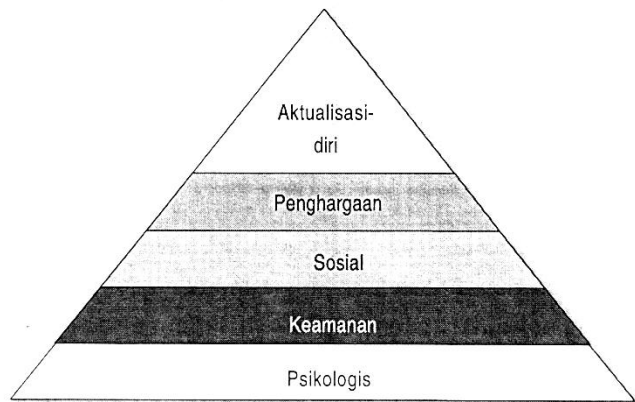 Aktualisasi-
diri
Penghargaan
Sosial
Keamanan
Psikologis